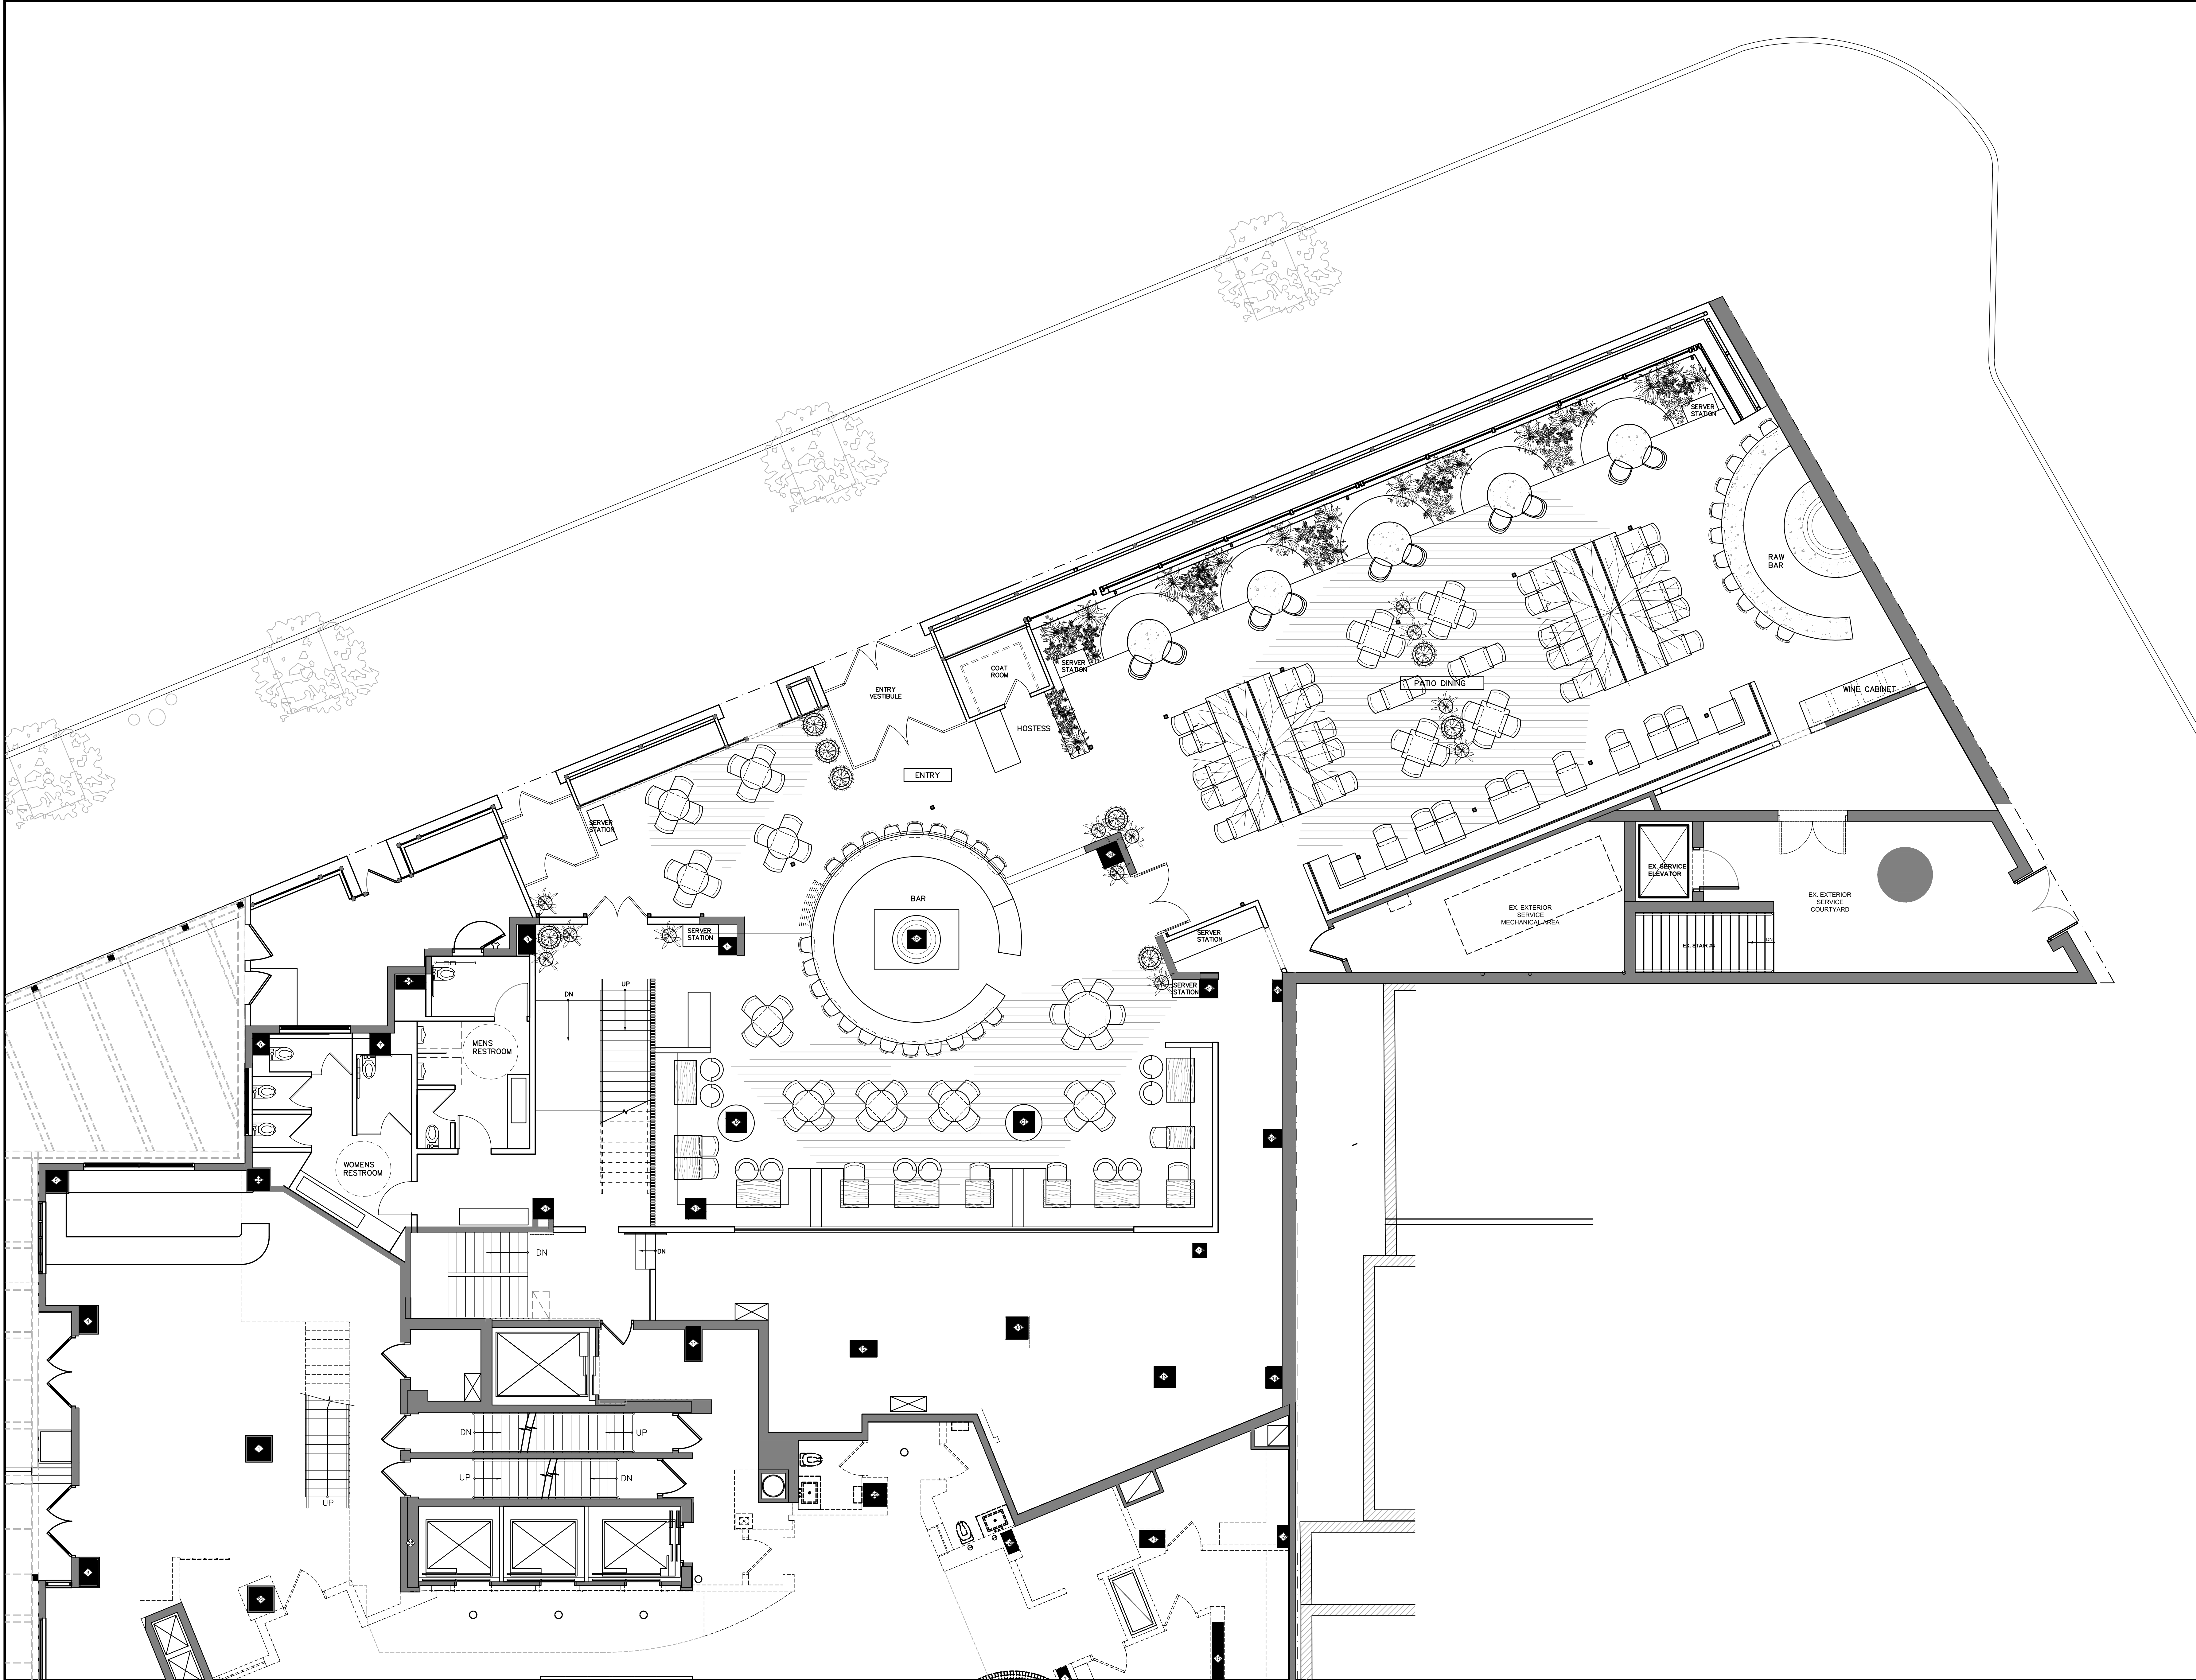 SERVER
STATION
RAW
BAR
COAT
ROOM
SERVER
STATION
ENTRY
VESTIBULE
PATIO DINING
WINE CABINET
HOSTESS
ENTRY
SERVER
STATION
EX. SERVICE
ELEVATOR
BAR
EX. EXTERIOR
SERVICE
COURTYARD
EX. EXTERIOR
SERVICE
MECHANICAL AREA
SERVER
STATION
SERVER
STATION
DN
SERVER
STATION
UP
DN
MENS
RESTROOM
WOMENS
RESTROOM
DN
DN
DN
UP
UP
DN
UP